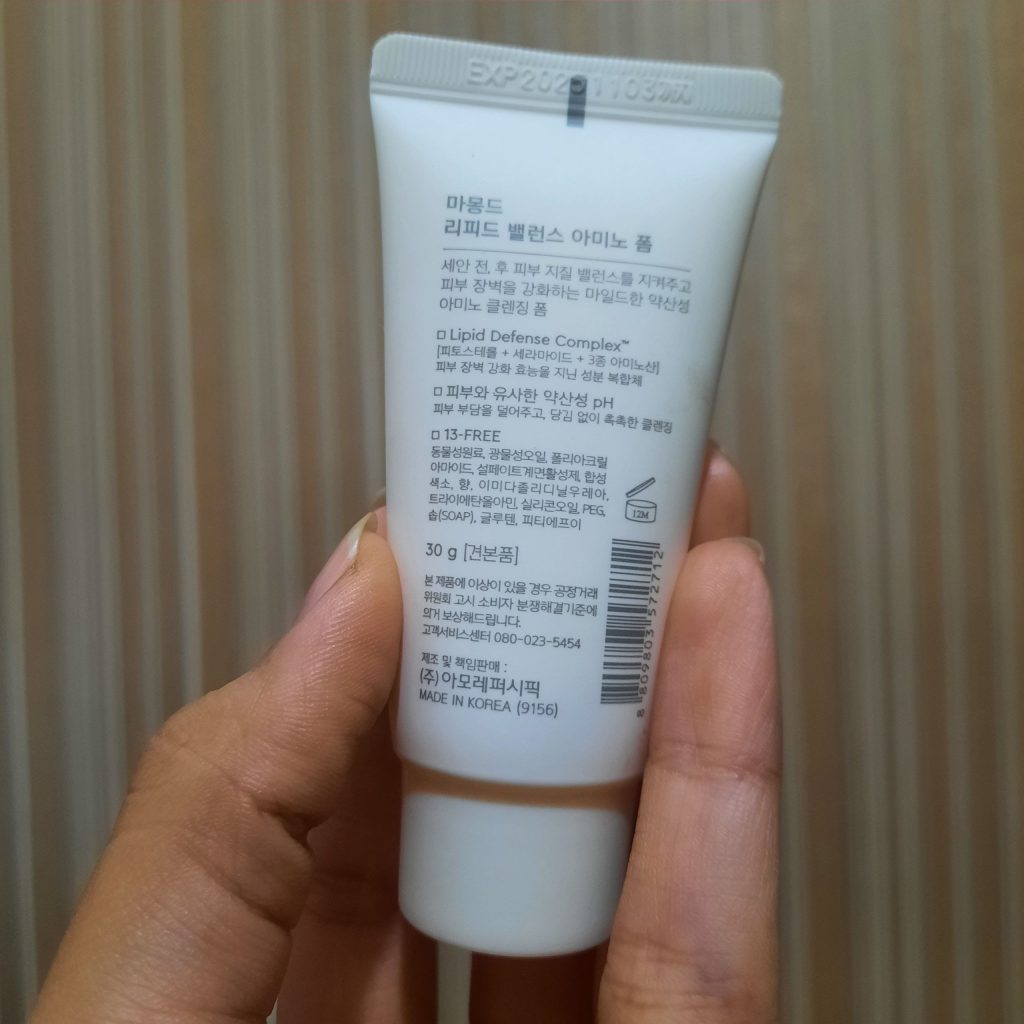 마몽드
리피드 밸런스 아미노 폼
세안 전, 후 피부 지질 밸런스를 지켜주고
피부 장벽을 강화하는 마일드한 약산성
아미노 클렌징 폼
Lipid Defense Complex™
[피토스테롤 + 세라마이드 + 3종 아미노산]
피부 장벽 강화 효능을 지닌 성분 복합체
피부와 유사한 약산성 pH
피부 부담을 덜어주고, 당김 없이 촉촉한 클렌징
13-FREE
동물성원료, 광물성오일, 폴리아크릴
아마이드, 설페이트계면활성제, 합성
색소, 향, 이미다졸리디닐우레아,
트라이에탄올아민, 실리콘오일, PEG,
솝(SOAP), 글루텐, 피티에프이
12M
30 g [견본품]
본 제품에 이상이 있을 경우 공정거래
위원회 고시 소비자 분쟁해결기준에
의거 보상해드립니다.
고객서비스센터 080-023-5454
제조 및 책임판매 :
(주)아모레퍼시픽
MADE IN KOREA (9156)
8 809803 572712